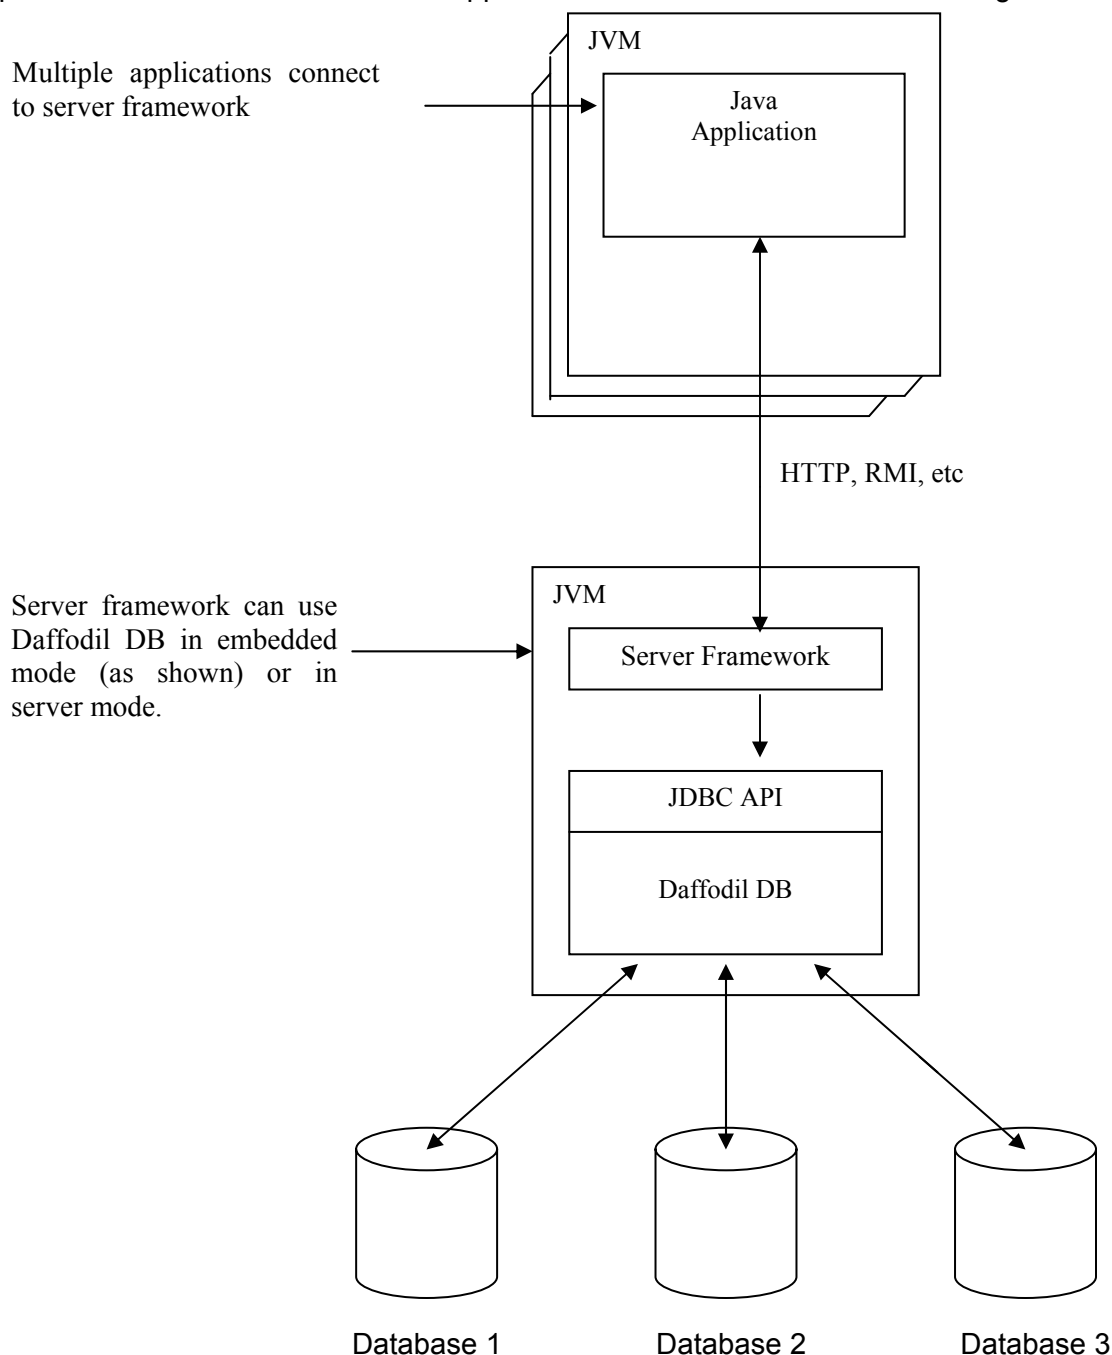 JVM
Multiple applications connect
to server framework
Java
Application
HTTP, RMI, etc
JVM
Server framework can use
Daffodil DB in embedded
mode (as shown) or in
server mode.
Server Framework
JDBC API
Daffodil DB
Database 1
Database 2
Database 3